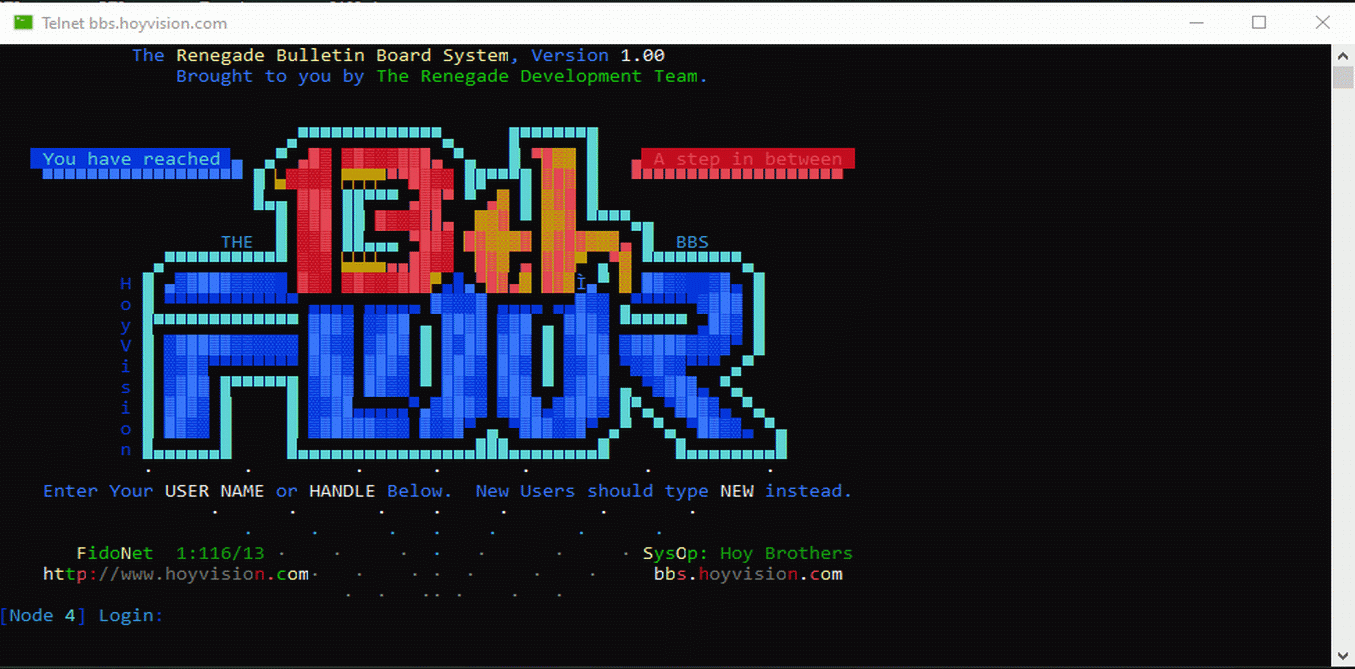 Telnet bbs.hoyvision.com
The Renegade Bulletin Board System, Version 1.00
Brought to you by The Renegade Development Team.
You have reached
A step in between
13th
THE
BBS
FLOOR
HoyVision
Enter Your USER NAME or HANDLE Below. New Users should type NEW instead.
FidoNet 1:116/13
SysOp: Hoy Brothers
http://www.hoyvision.com
bbs.hoyvision.com
[Node 4] Login: